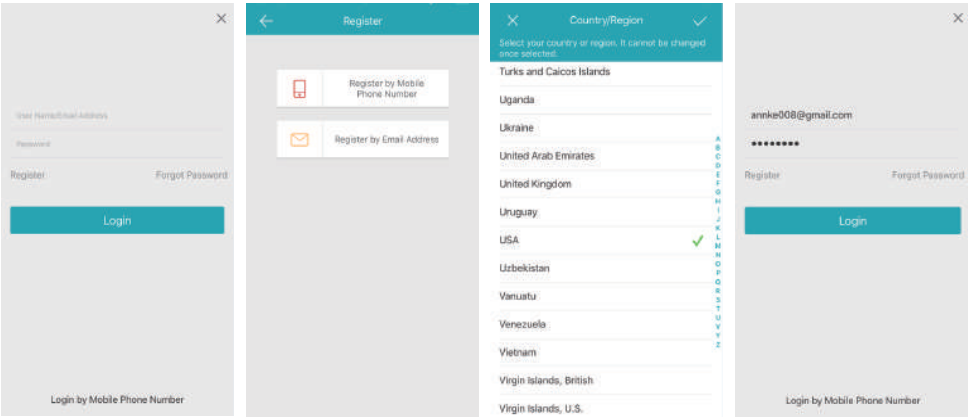 User Name/Email Address
Password
Register
Forgot Password
Login
Login by Mobile Phone Number
Register
Register by Mobile
Phone Number
Register by Email Address
Country/Region
Select your country or region. It cannot be changed
once selected.
Turks and Caicos Islands
Uganda
Ukraine
United Arab Emirates
United Kingdom
Uruguay
USA
Uzbekistan
Vanuatu
Venezuela
Vietnam
Virgin Islands, British
Virgin Islands, U.S.
A
B
C
D
E
F
G
H
I
J
K
L
M
N
O
P
Q
R
S
T
U
V
Y
Z
annke008@gmail.com
Register
Forgot Password
Login
Login by Mobile Phone Number